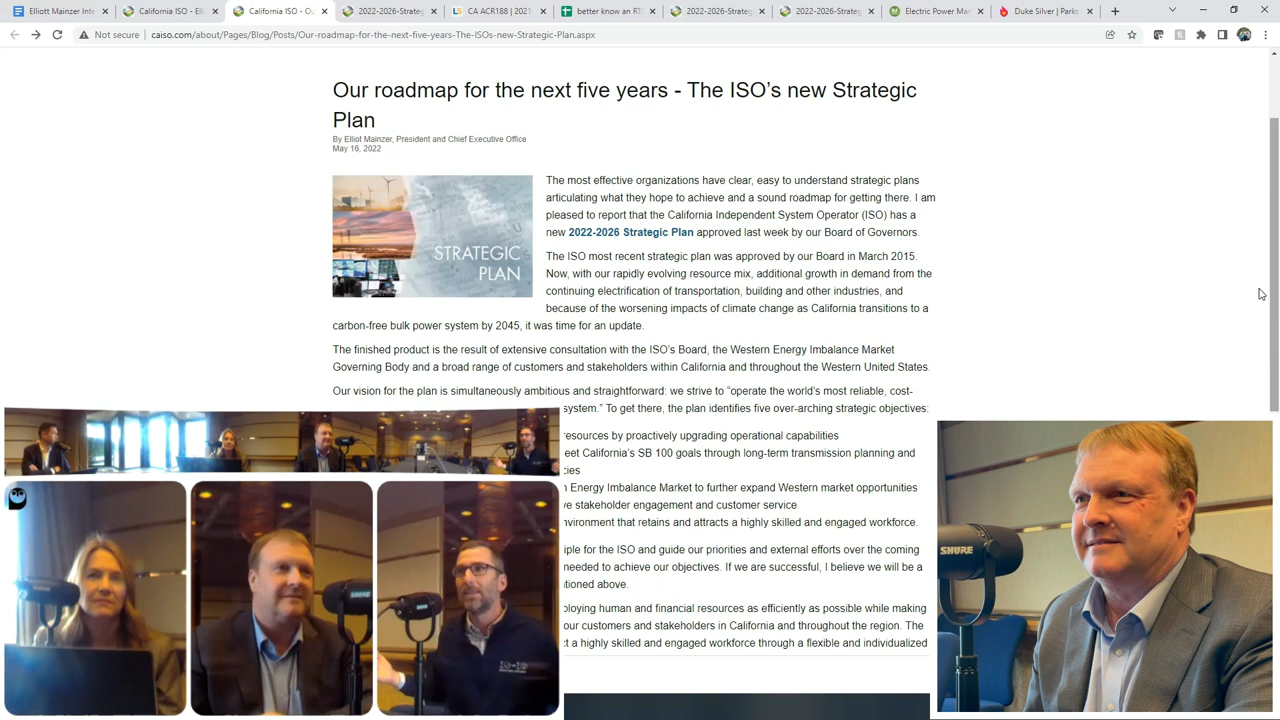 Elliott Mainzer Inte
California ISO - Elli
California ISO - Ou
2022-2026-Strateg
CA ACR188 | 2021
better know an RT
2022-2026-Strateg
2022-2026-Strateg
Electric Power Mar
Duke Silver | Parks
Not secure
caiso.com/about/Pages/Blog/Posts/Our-roadmap-for-the-next-five-years-The-ISOs-new-Strategic-Plan.aspx
Our roadmap for the next five years - The ISO’s new Strategic
Plan
By Elliot Mainzer, President and Chief Executive Office
May 16, 2022
STRATEGIC
PLAN
The most effective organizations have clear, easy to understand strategic plans
articulating what they hope to achieve and a sound roadmap for getting there. I am
pleased to report that the California Independent System Operator (ISO) has a
new 2022-2026 Strategic Plan approved last week by our Board of Governors.
The ISO most recent strategic plan was approved by our Board in March 2015.
Now, with our rapidly evolving resource mix, additional growth in demand from the
continuing electrification of transportation, building and other industries, and
because of the worsening impacts of climate change as California transitions to a
carbon-free bulk power system by 2045, it was time for an update.
The finished product is the result of extensive consultation with the ISO’s Board, the Western Energy Imbalance Market
Governing Body and a broad range of customers and stakeholders within California and throughout the Western United States.
Our vision for the plan is simultaneously ambitious and straightforward: we strive to “operate the world’s most reliable, cost-
system.” To get there, the plan identifies five over-arching strategic objectives:
resources by proactively upgrading operational capabilities
eet California’s SB 100 goals through long-term transmission planning and
cies
n Energy Imbalance Market to further expand Western market opportunities
ve stakeholder engagement and customer service
nvironment that retains and attracts a highly skilled and engaged workforce.
iple for the ISO and guide our priorities and external efforts over the coming
needed to achieve our objectives. If we are successful, I believe we will be a
tioned above.
ploying human and financial resources as efficiently as possible while making
our customers and stakeholders in California and throughout the region. The
ct a highly skilled and engaged workforce through a flexible and individualized
SHURE
SHURE